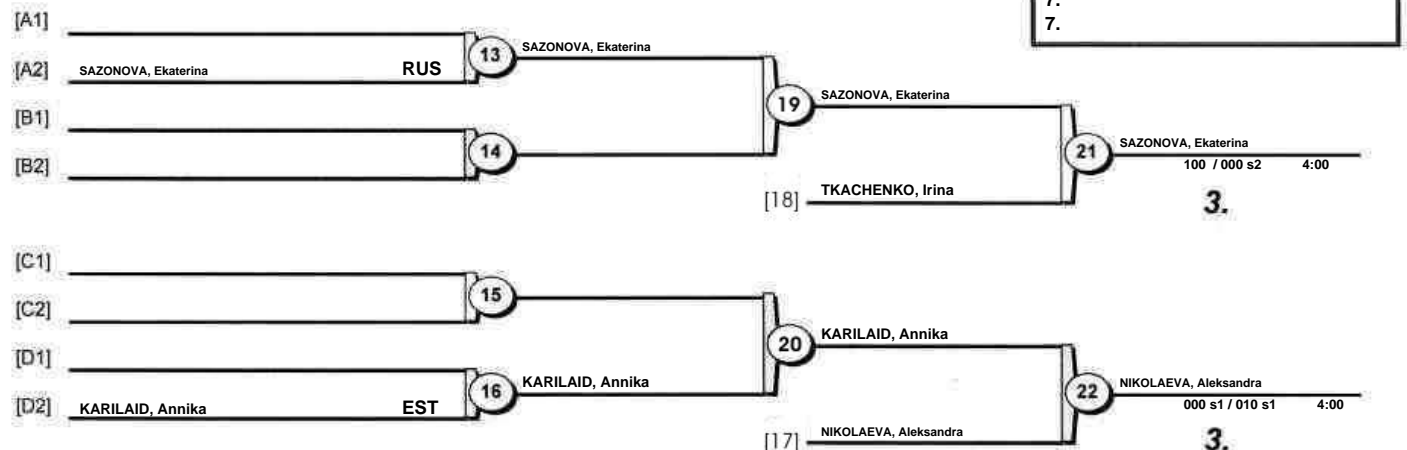 7.
7.
[A1]
13
SAZONOVA, Ekaterina
[A2] SAZONOVA, Ekaterina RUS
19
SAZONOVA, Ekaterina
[B1]
14
21
SAZONOVA, Ekaterina
100 / 000 s2 4:00
[B2]
[18] TKACHENKO, Irina
3.
[C1]
15
[C2]
20
KARILAID, Annika
[D1]
16
KARILAID, Annika
22
NIKOLAEVA, Aleksandra
000 s1 / 010 s1 4:00
[D2] KARILAID, Annika EST
[17] NIKOLAEVA, Aleksandra
3.